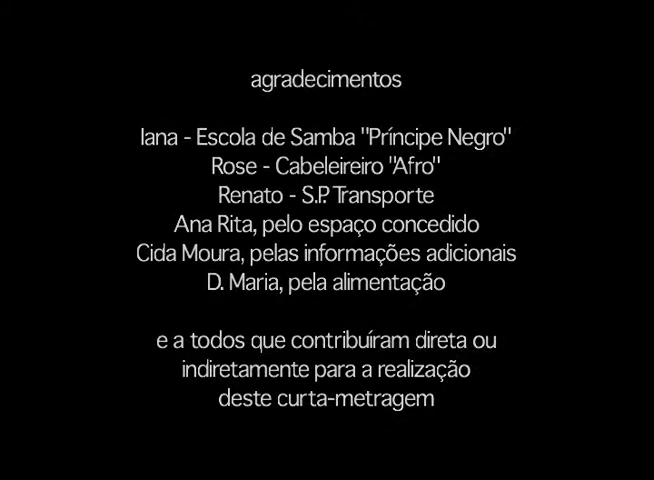 agradecimentos
Iana - Escola de Samba "Príncipe Negro"
Rose - Cabeleireiro "Afro"
Renato - S.P. Transporte
Ana Rita, pelo espaço concedido
Cida Moura, pelas informações adicionais
D. Maria, pela alimentação
e a todos que contribuíram direta ou
indiretamente para a realização
deste curta-metragem